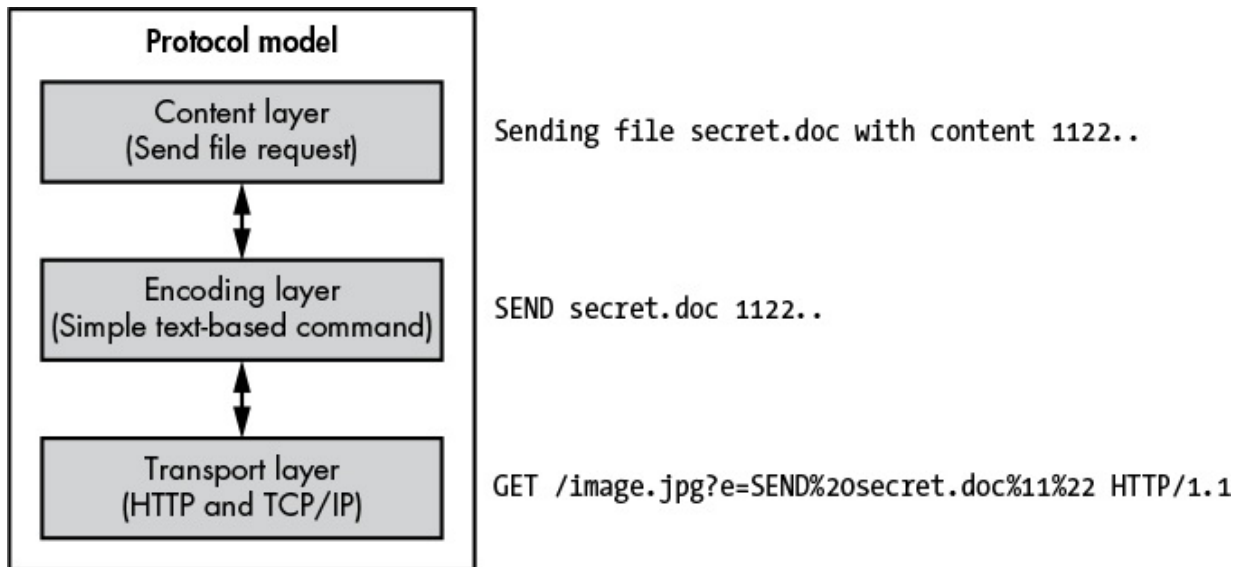 Protocol model
Content layer
(Send file request)
Sending file secret.doc with content 1122..
Encoding layer
(Simple text-based command)
SEND secret.doc 1122..
Transport layer
(HTTP and TCP/IP)
GET /image.jpg?e=SEND%20secret.doc%11%22 HTTP/1.1